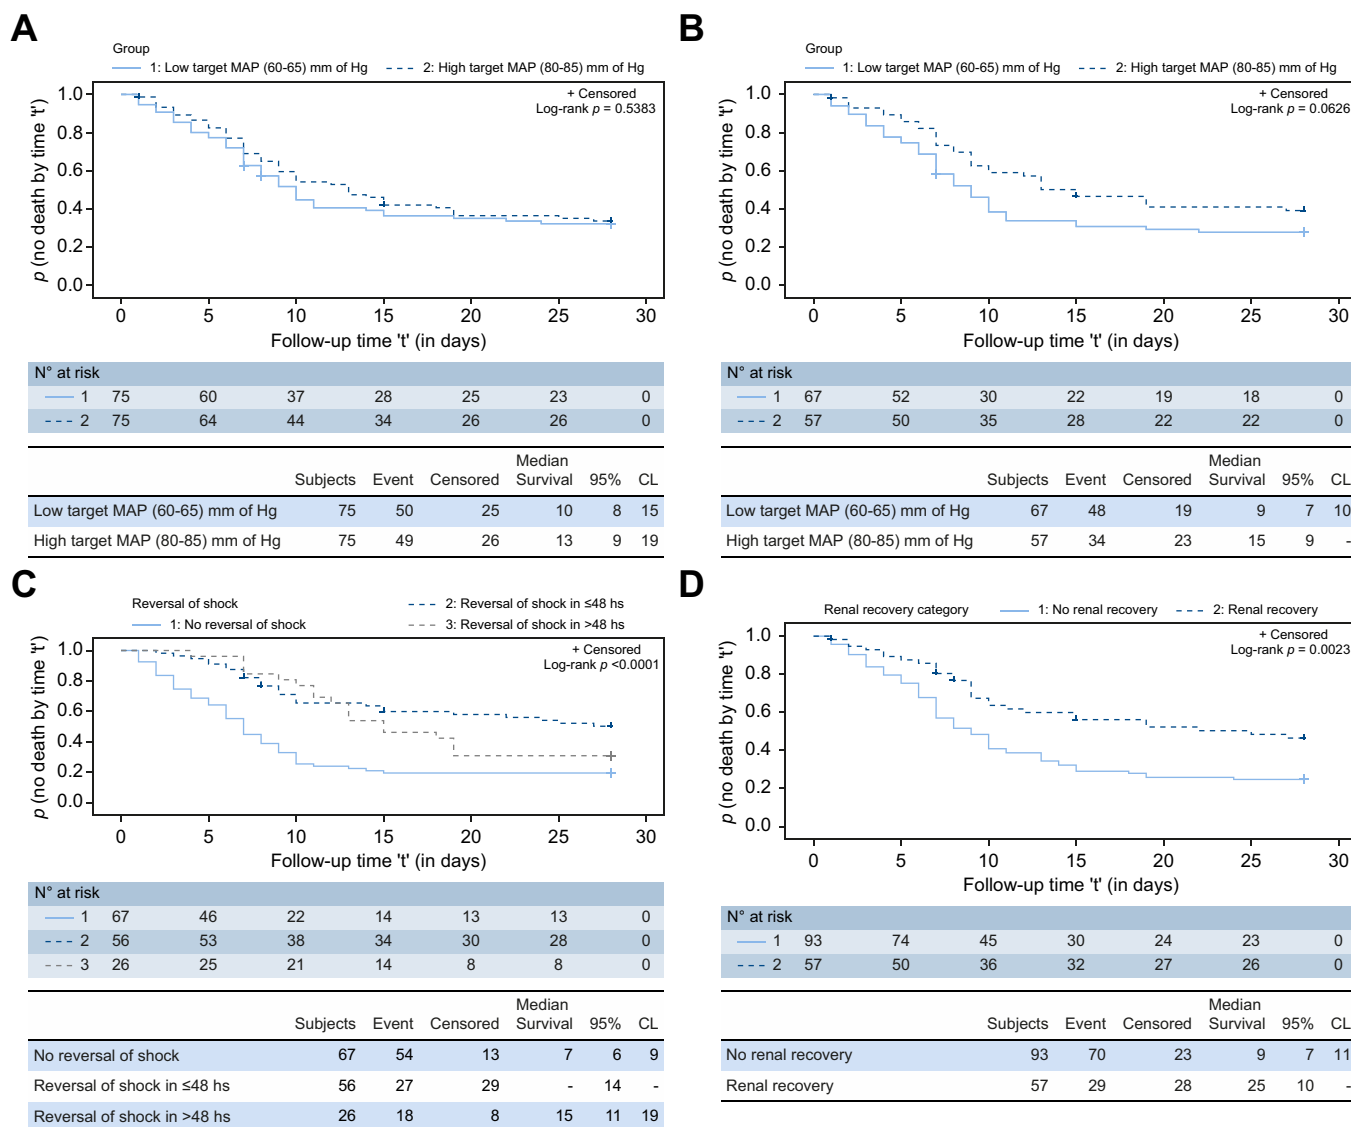 A
Group
1: Low target MAP (60-65) mm of Hg 2: High target MAP (80-85) mm of Hg
+ Censored
Log-rank p = 0.5383
p (no death by time 't')
1.0
0.8
0.6
0.4
0.2
0.0
0 5 10 15 20 25 30
Follow-up time 't' (in days)
N° at risk
1 75 60 37 28 25 23 0
2 75 64 44 34 26 26 0
Median
Subjects Event Censored Survival 95% CL
Low target MAP (60-65) mm of Hg 75 50 25 10 8 15
High target MAP (80-85) mm of Hg 75 49 26 13 9 19
B
Group
1: Low target MAP (60-65) mm of Hg 2: High target MAP (80-85) mm of Hg
+ Censored
Log-rank p = 0.0626
p (no death by time 't')
1.0
0.8
0.6
0.4
0.2
0.0
0 5 10 15 20 25 30
Follow-up time 't' (in days)
N° at risk
1 67 52 30 22 19 18 0
2 57 50 35 28 22 22 0
Median
Subjects Event Censored Survival 95% CL
Low target MAP (60-65) mm of Hg 67 48 19 9 7 10
High target MAP (80-85) mm of Hg 57 34 23 15 9 -
C
Reversal of shock 2: Reversal of shock in ≤48 hs
1: No reversal of shock 3: Reversal of shock in >48 hs
+ Censored
Log-rank p <0.0001
p (no death by time 't')
1.0
0.8
0.6
0.4
0.2
0.0
0 5 10 15 20 25 30
Follow-up time 't' (in days)
N° at risk
1 67 46 22 14 13 13 0
2 56 53 38 34 30 28 0
3 26 25 21 14 8 8 0
Median
Subjects Event Censored Survival 95% CL
No reversal of shock 67 54 13 7 6 9
Reversal of shock in ≤48 hs 56 27 29 - 14 -
Reversal of shock in >48 hs 26 18 8 15 11 19
D
Renal recovery category 1: No renal recovery 2: Renal recovery
+ Censored
Log-rank p = 0.0023
p (no death by time 't')
1.0
0.8
0.6
0.4
0.2
0.0
0 5 10 15 20 25 30
Follow-up time 't' (in days)
N° at risk
1 93 74 45 30 24 23 0
2 57 50 36 32 27 26 0
Median
Subjects Event Censored Survival 95% CL
No renal recovery 93 70 23 9 7 11
Renal recovery 57 29 28 25 10 -